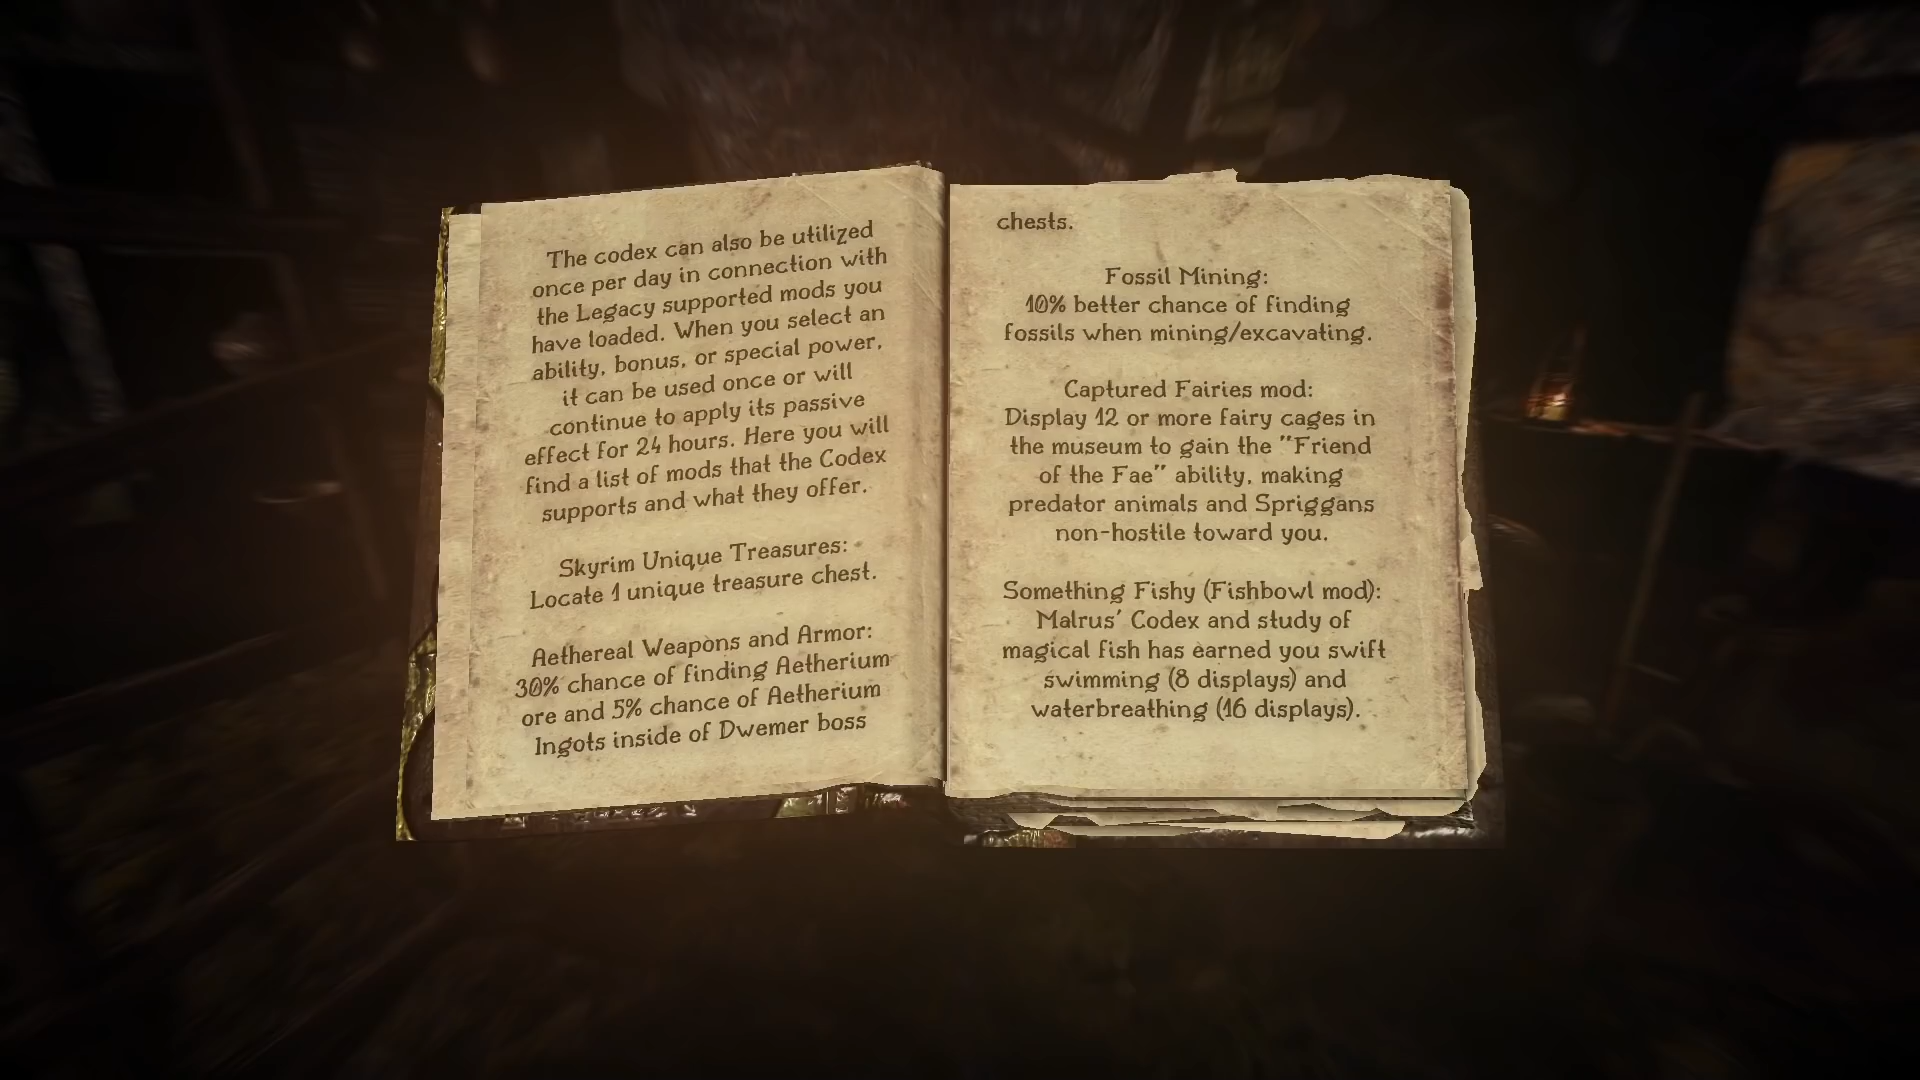 The codex can also be utilized
once per day in connection with
the Legacy supported mods you
have loaded. When you select an
ability, bonus, or special power,
it can be used once or will
continue to apply its passive
effect for 24 hours. Here you will
find a list of mods that the Codex
supports and what they offer.
Skyrim Unique Treasures:
Locate 1 unique treasure chest.
Aethereal Weapons and Armor:
30% chance of finding Aetherium
ore and 5% chance of Aetherium
Ingots inside of Dwemer boss
chests.
Fossil Mining:
10% better chance of finding
fossils when mining/excavating.
Captured Fairies mod:
Display 12 or more fairy cages in
the museum to gain the "Friend
of the Fae" ability, making
predator animals and Spriggans
non-hostile toward you.
Something Fishy (Fishbowl mod):
Malrus' Codex and study of
magical fish has earned you swift
swimming (8 displays) and
waterbreathing (16 displays).